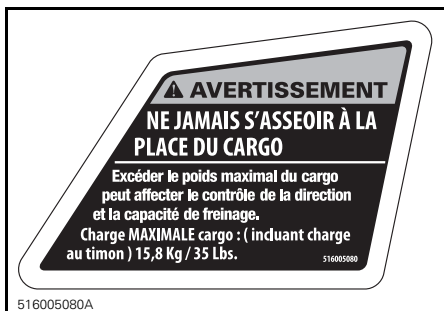 ⚠ AVERTISSEMENT
NE JAMAIS S'ASSEOIR À LA
PLACE DU CARGO
Excéder le poids maximal du cargo
peut affecter le contrôle de la direction
et la capacité de freinage.
Charge MAXIMALE cargo : ( incluant charge
au timon ) 15,8 Kg / 35 Lbs.
516005080
516005080A